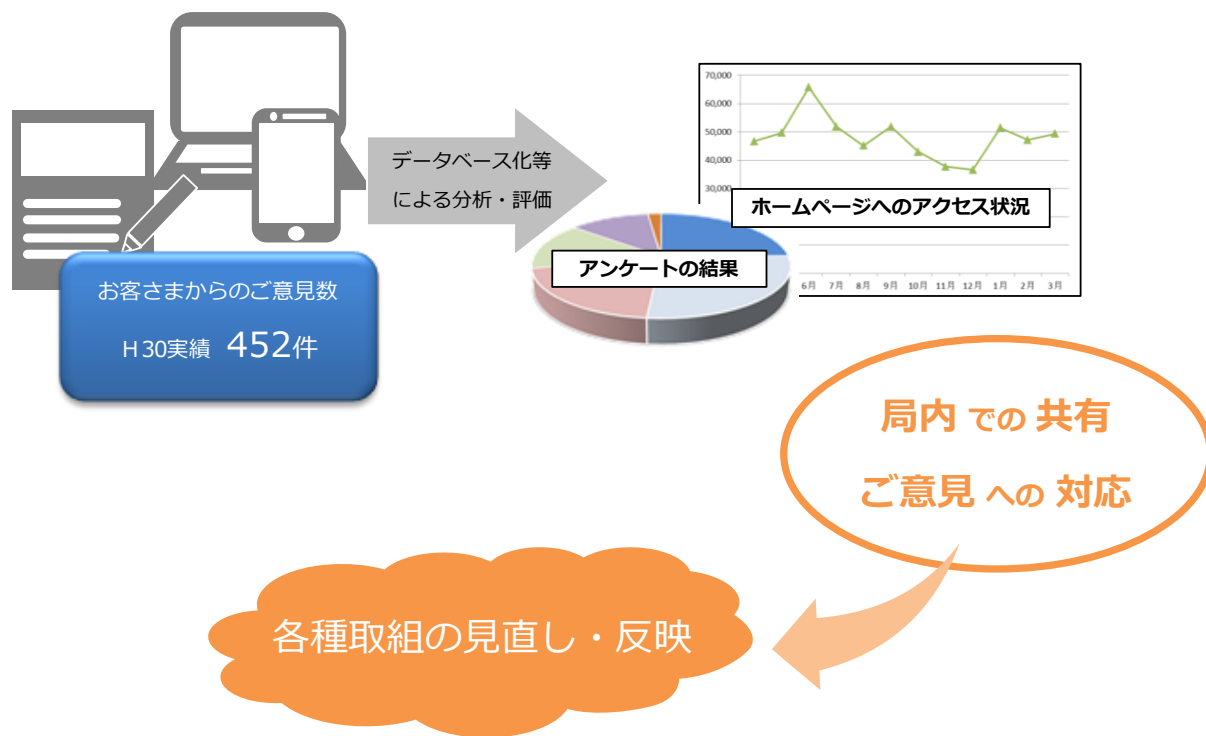 データベース化等
による分析・評価
お客さまからのご意見数
H30実績 452件
70,000
60,000
50,000
40,000
30,000
ホームページへのアクセス状況
6月 7月 8月 9月 10月 11月 12月 1月 2月 3月
アンケートの結果
局内 での 共有
ご意見 への 対応
各種取組の見直し・反映